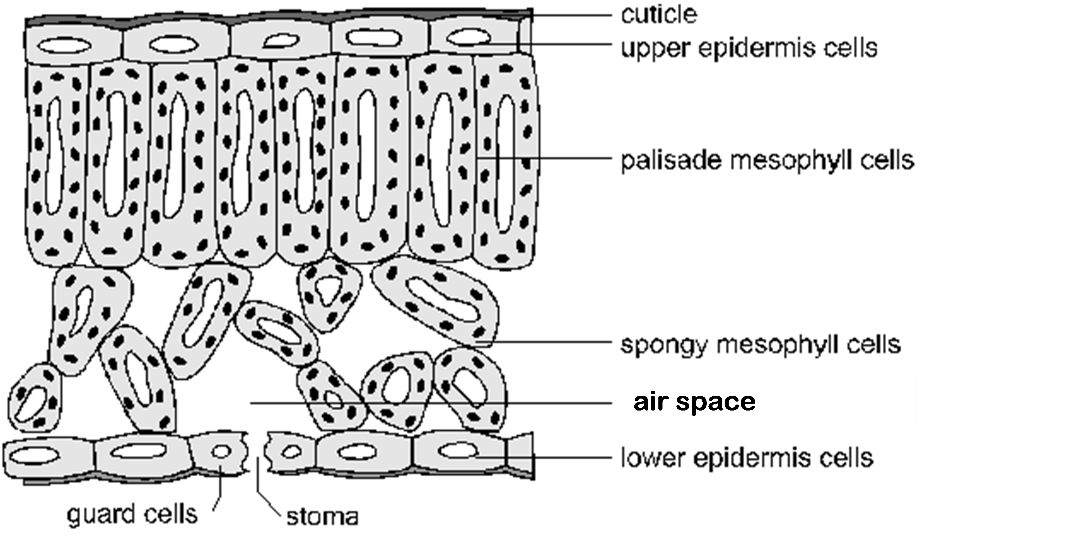 cuticle
upper epidermis cells
palisade mesophyll cells
spongy mesophyll cells
air space
lower epidermis cells
guard cells
stoma